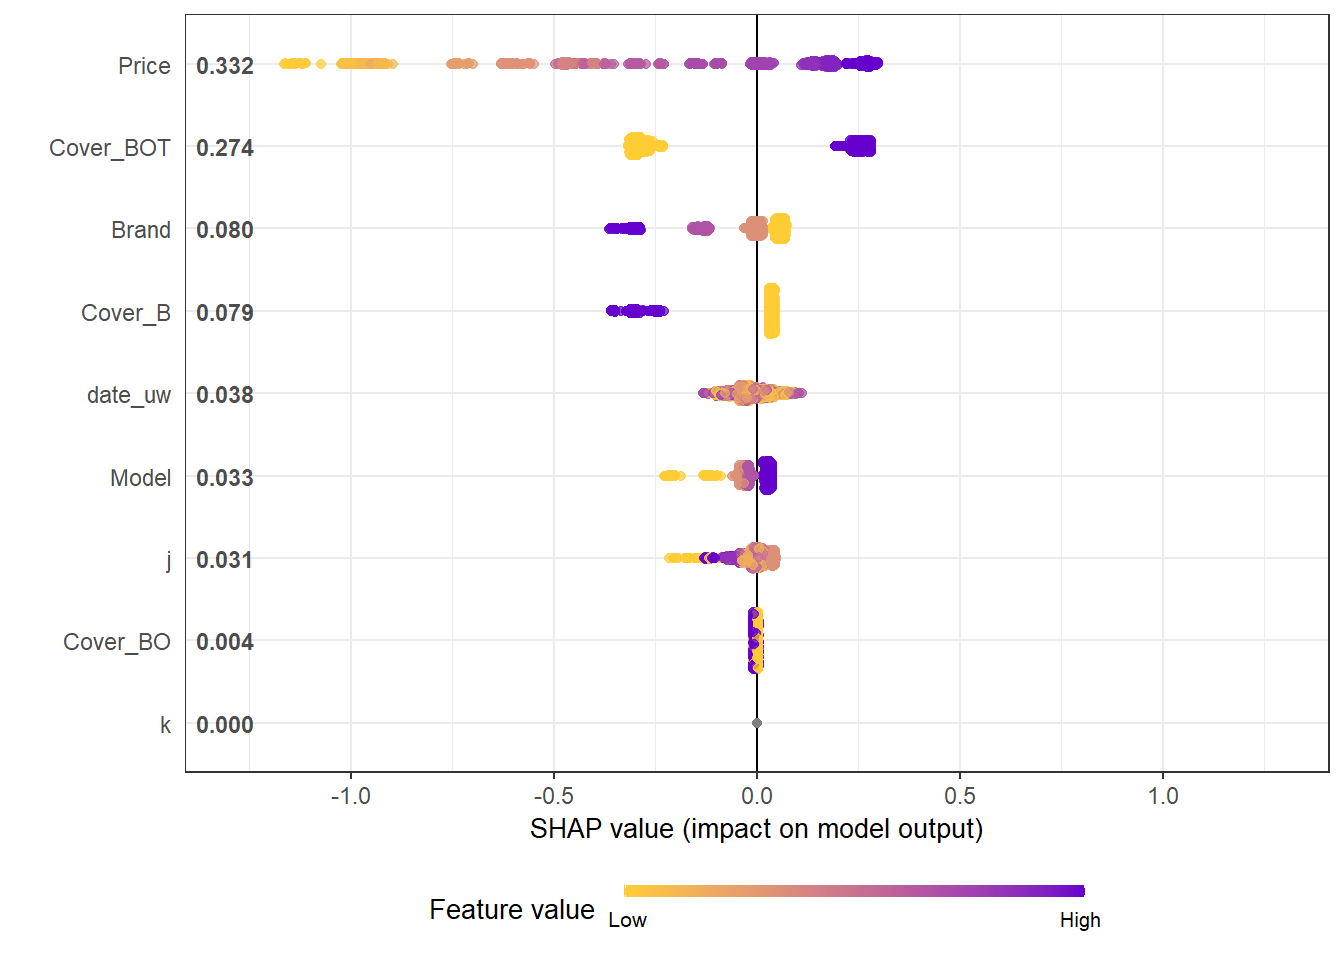 Price 0.332
Cover_BOT 0.274
Brand 0.080
Cover_B 0.079
date_uw 0.038
Model 0.033
j 0.031
Cover_BO 0.004
k 0.000
-1.0 -0.5 0.0 0.5 1.0
SHAP value (impact on model output)
Feature value
Low High